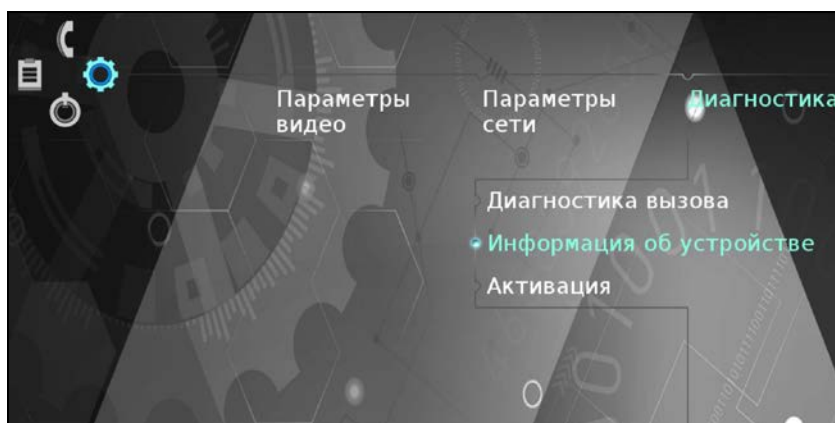 Параметры
видео
Параметры
сети
Диагностика
Диагностика вызова
Информация об устройстве
Активация